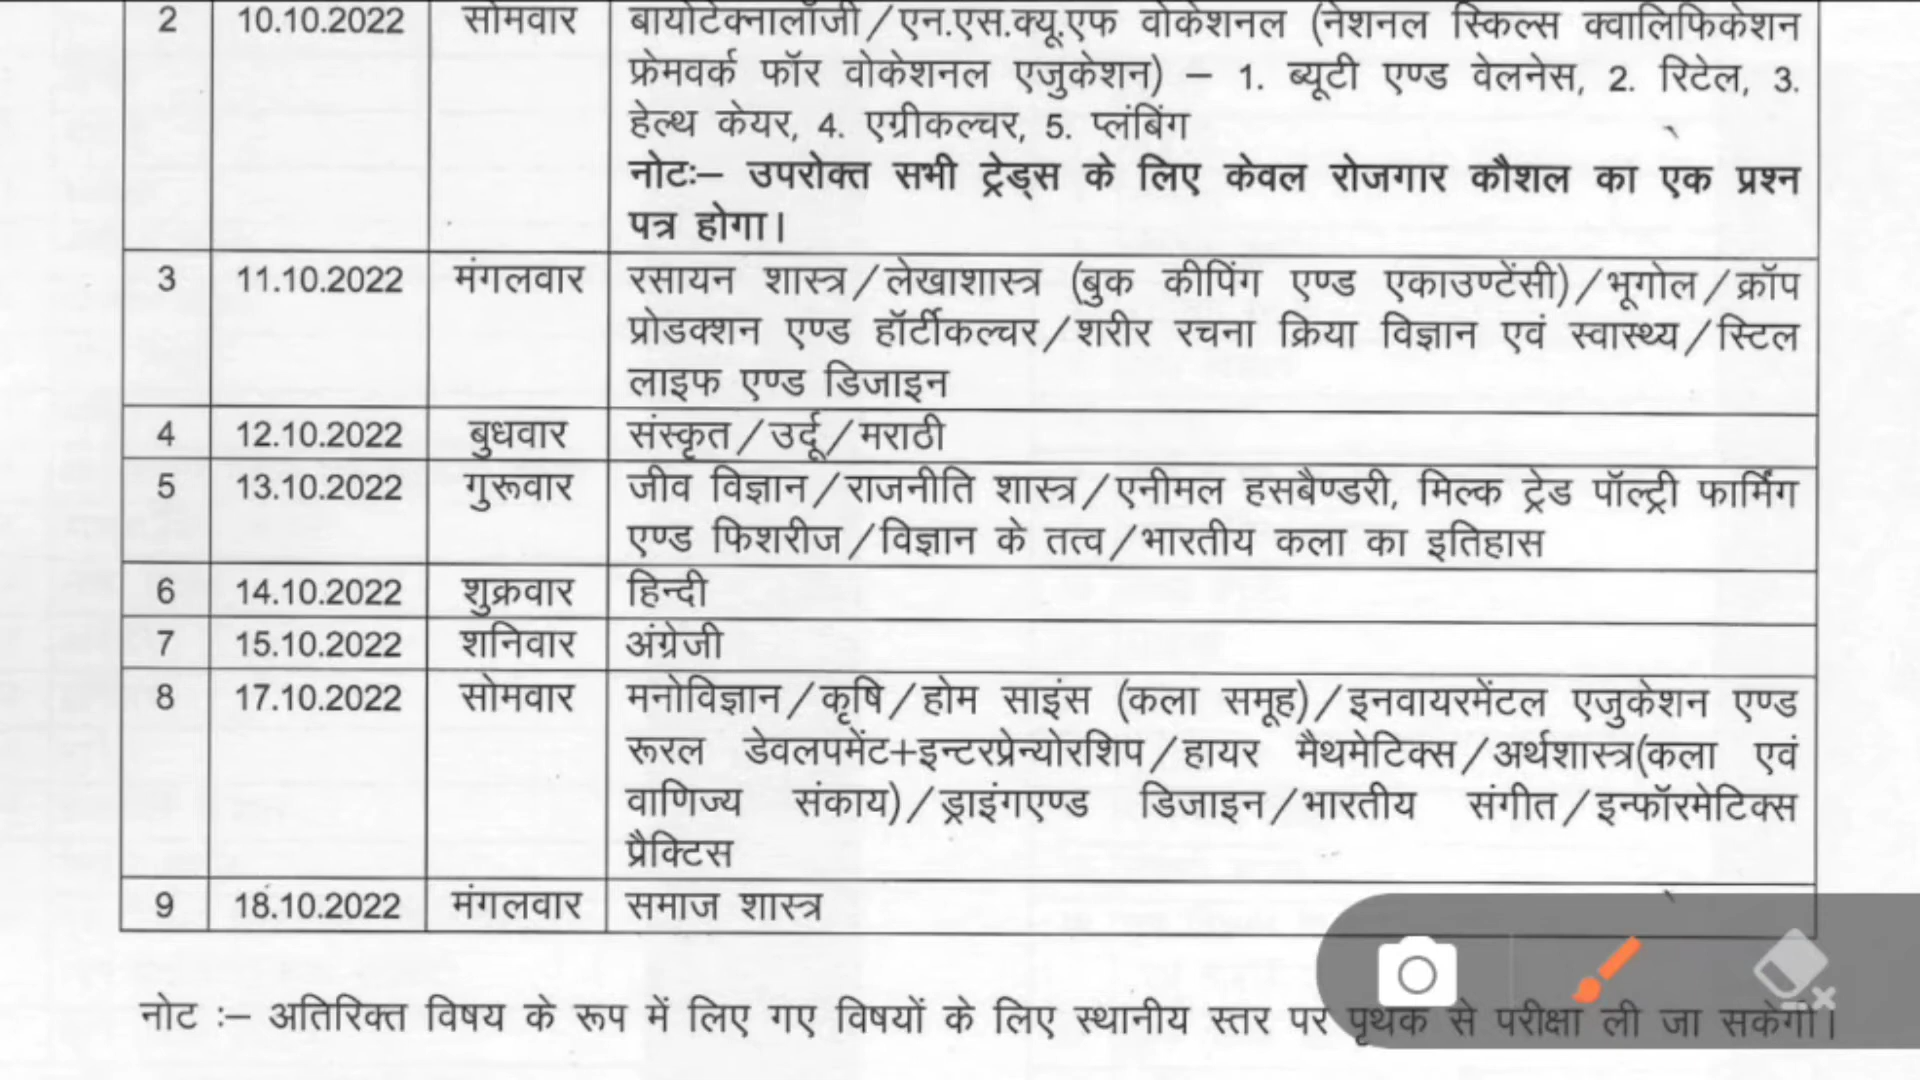 2 10.10.2022 सोमवार बायोटेक्नालॉजी/एन.एस.क्यू.एफ वोकेशनल (नेशनल स्किल्स क्वालिफिकेशन
फ्रेमवर्क फॉर वोकेशनल एजुकेशन) – 1. ब्यूटी एण्ड वेलनेस, 2. रिटेल, 3.
हेल्थ केयर, 4. एग्रीकल्चर, 5. प्लंबिंग
नोटः– उपरोक्त सभी ट्रेड्स के लिए केवल रोजगार कौशल का एक प्रश्न
पत्र होगा।
3 11.10.2022 मंगलवार रसायन शास्त्र/लेखाशास्त्र (बुक कीपिंग एण्ड एकाउण्टेंसी)/भूगोल/क्रॉप
प्रोडक्शन एण्ड हॉर्टीकल्चर/शरीर रचना क्रिया विज्ञान एवं स्वास्थ्य/स्टिल
लाइफ एण्ड डिजाइन
4 12.10.2022 बुधवार संस्कृत/उर्दू/मराठी
5 13.10.2022 गुरूवार जीव विज्ञान/राजनीति शास्त्र/एनीमल हसबैण्डरी, मिल्क ट्रेड पॉल्ट्री फार्मिंग
एण्ड फिशरीज/विज्ञान के तत्व/भारतीय कला का इतिहास
6 14.10.2022 शुक्रवार हिन्दी
7 15.10.2022 शनिवार अंग्रेजी
8 17.10.2022 सोमवार मनोविज्ञान/कृषि/होम साइंस (कला समूह)/इनवायरमेंटल एजुकेशन एण्ड
रूरल डेवलपमेंट+इन्टरप्रेन्योरशिप/हायर मैथमेटिक्स/अर्थशास्त्र(कला एवं
वाणिज्य संकाय)/ड्राइंगएण्ड डिजाइन/भारतीय संगीत/इन्फॉरमेटिक्स
प्रैक्टिस
9 18.10.2022 मंगलवार समाज शास्त्र
नोट :– अतिरिक्त विषय के रूप में लिए गए विषयों के लिए स्थानीय स्तर पर पृथक से परीक्षा ली जा सकेगी।